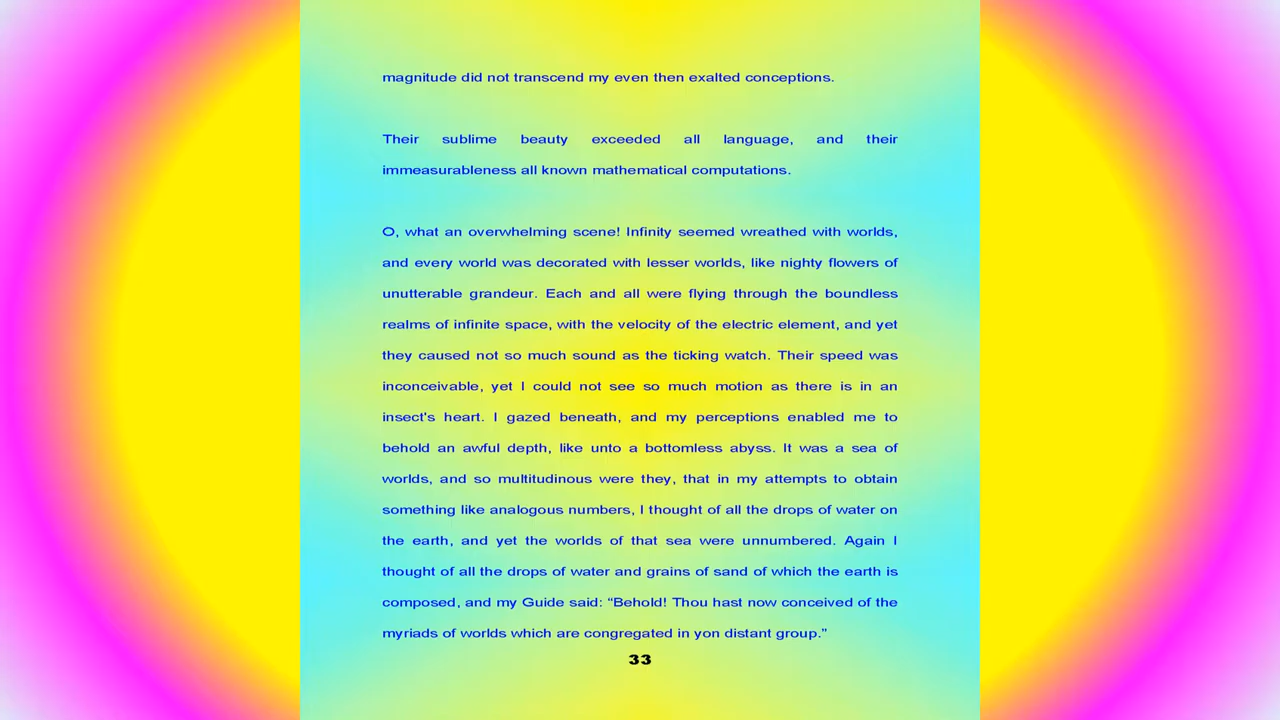 magnitude did not transcend my even then exalted conceptions.
Their sublime beauty exceeded all language, and their
immeasurableness all known mathematical computations.
O, what an overwhelming scene! Infinity seemed wreathed with worlds,
and every world was decorated with lesser worlds, like nighty flowers of
unutterable grandeur. Each and all were flying through the boundless
realms of infinite space, with the velocity of the electric element, and yet
they caused not so much sound as the ticking watch. Their speed was
inconceivable, yet I could not see so much motion as there is in an
insect's heart. I gazed beneath, and my perceptions enabled me to
behold an awful depth, like unto a bottomless abyss. It was a sea of
worlds, and so multitudinous were they, that in my attempts to obtain
something like analogous numbers, I thought of all the drops of water on
the earth, and yet the worlds of that sea were unnumbered. Again I
thought of all the drops of water and grains of sand of which the earth is
composed, and my Guide said: “Behold! Thou hast now conceived of the
myriads of worlds which are congregated in yon distant group.”
33